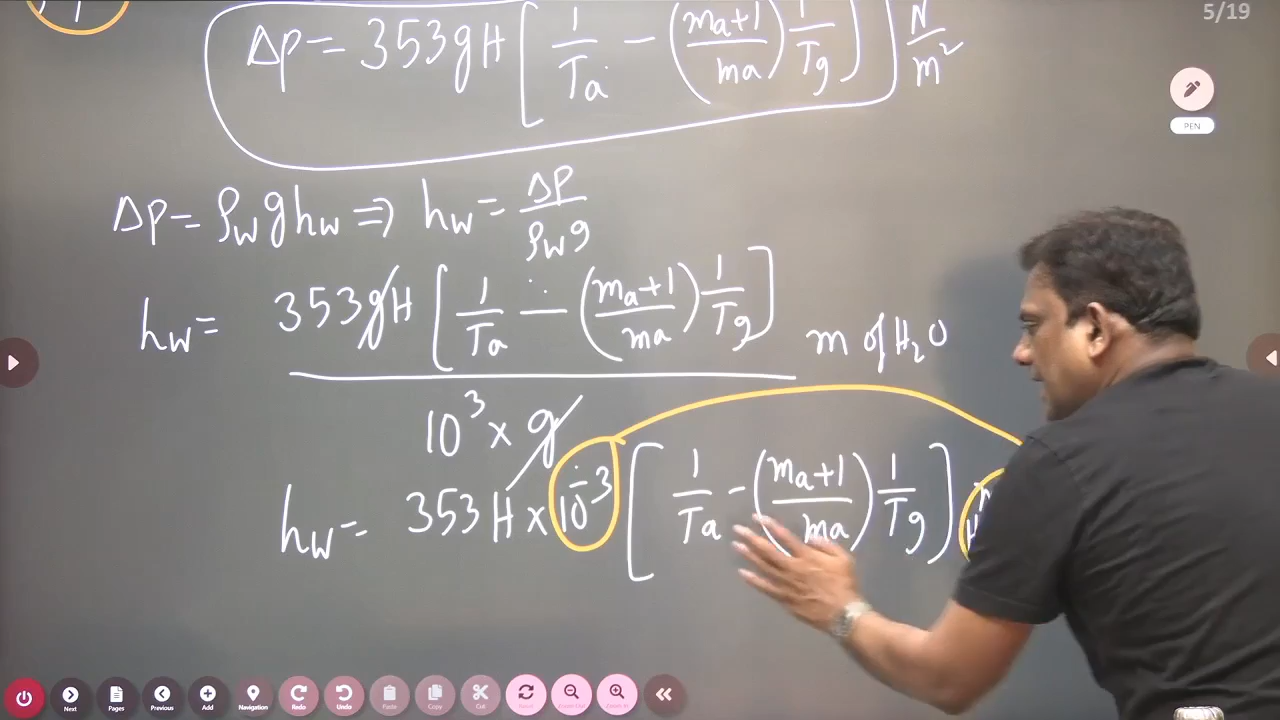 5/19
Δp = 353gH [ 1/Ta - ((ma+1)/ma) 1/Tg ] N/m²
PEN
Δp = ρw g hw ⇒ hw = Δp/(ρw g)
hw = 353gH [ 1/Ta - ((ma+1)/ma) 1/Tg ] / (10³ × g) m of H₂O
hw = 353 H × 10⁻³ [ 1/Ta - ((ma+1)/ma) 1/Tg ]
Next Pages Previous Add Navigation Redo Undo Paste Copy Cut